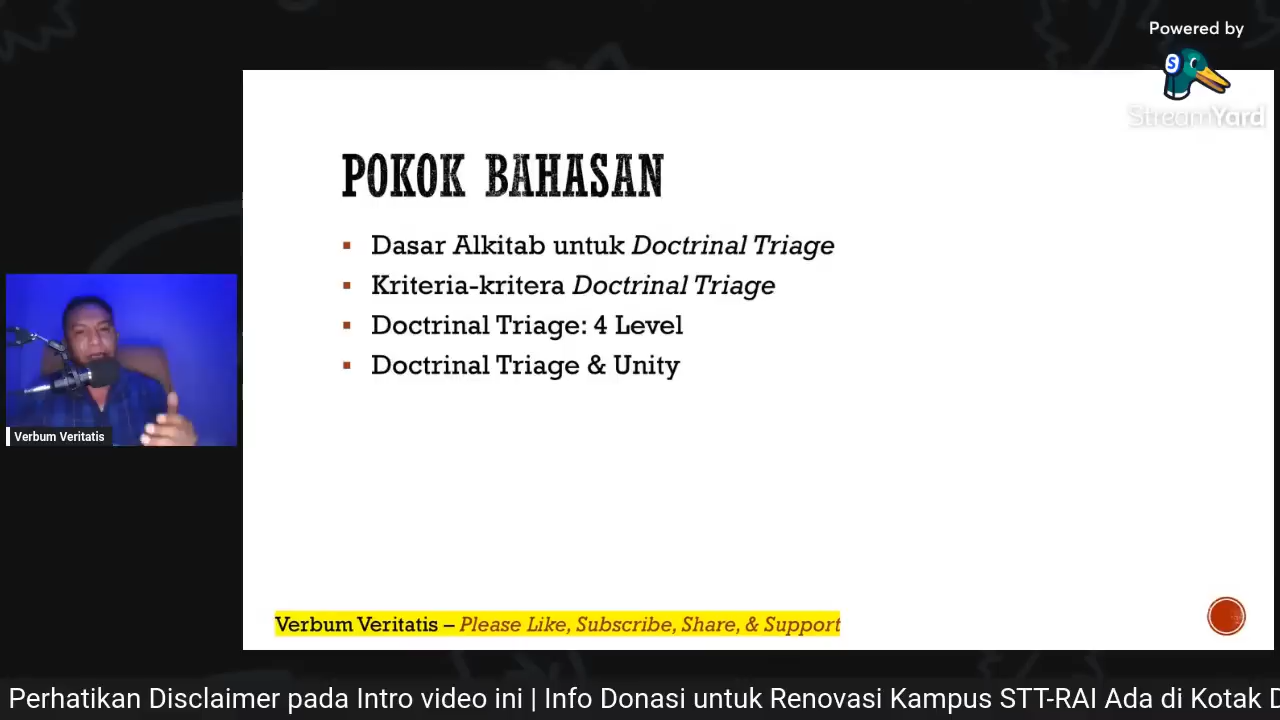 Powered by
StreamYard
POKOK BAHASAN
Dasar Alkitab untuk Doctrinal Triage
Kriteria-kritera Doctrinal Triage
Doctrinal Triage: 4 Level
Doctrinal Triage & Unity
Verbum Veritatis
Verbum Veritatis – Please Like, Subscribe, Share, & Support
Perhatikan Disclaimer pada Intro video ini | Info Donasi untuk Renovasi Kampus STT-RAI Ada di Kotak D